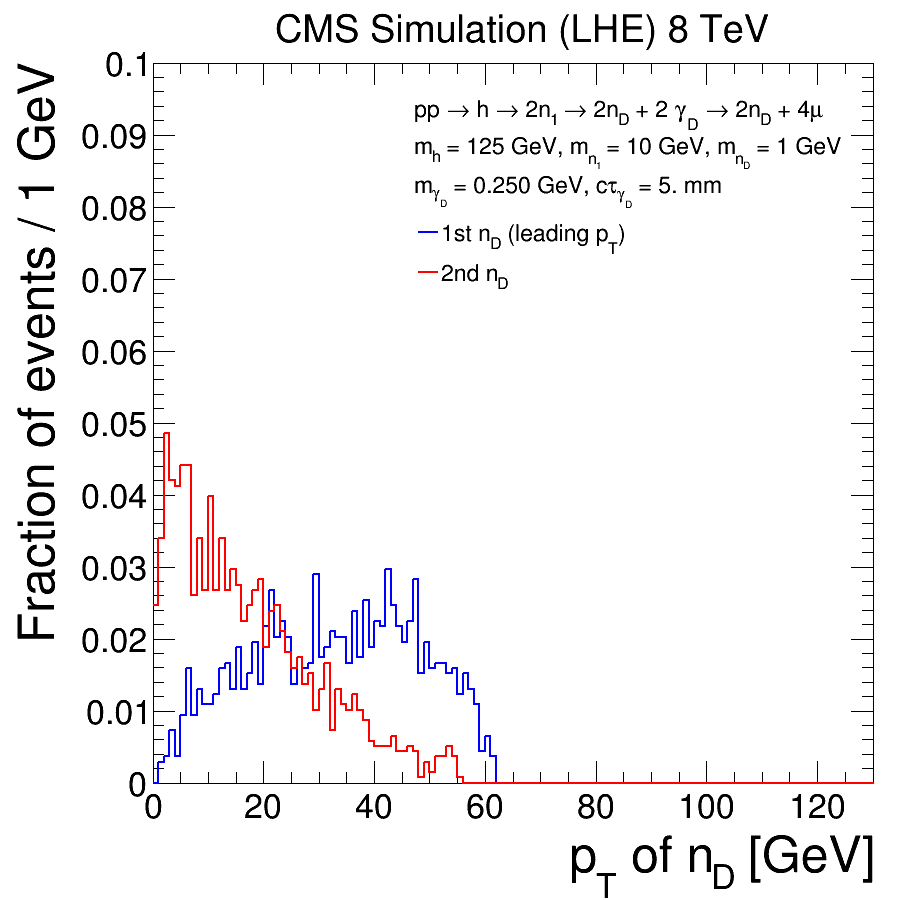 CMS Simulation (LHE) 8 TeV
Fraction of events / 1 GeV
0.1
0.09
0.08
0.07
0.06
0.05
0.04
0.03
0.02
0.01
0
pp → h → 2n1 → 2nD + 2 γD → 2nD + 4μ
mh = 125 GeV, mn1 = 10 GeV, mnD = 1 GeV
mγD = 0.250 GeV, cτγD = 5. mm
1st nD (leading pT)
2nd nD
0 20 40 60 80 100 120
pT of nD [GeV]